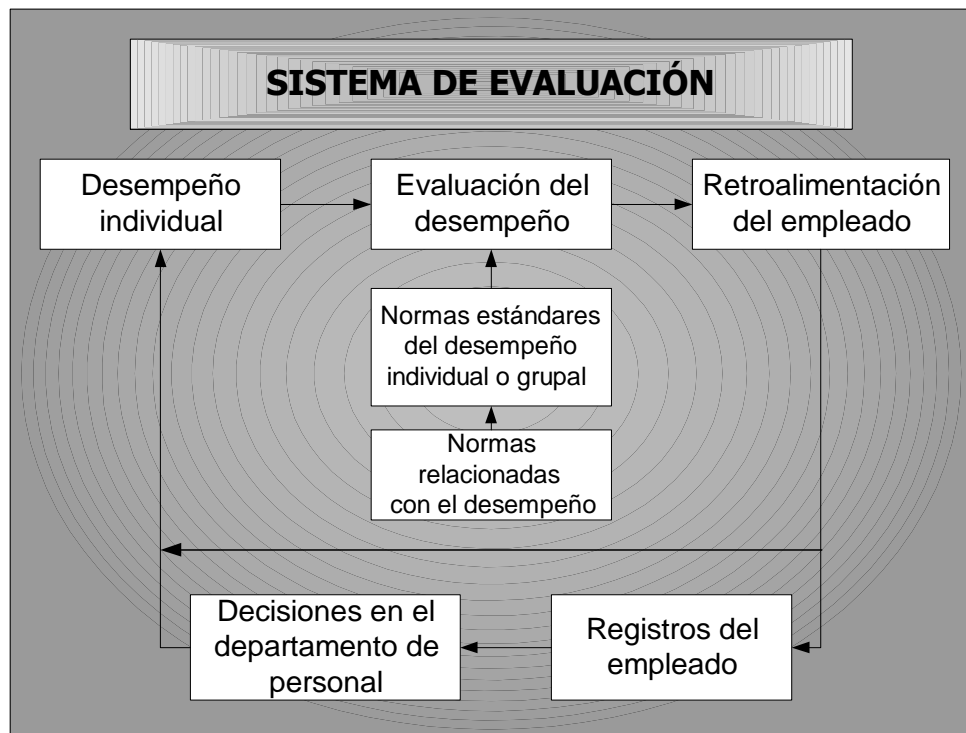 SISTEMA DE EVALUACIÓN
Desempeño
individual
Evaluación del
desempeño
Retroalimentación
del empleado
Normas estándares
del desempeño
individual o grupal
Normas
relacionadas
con el desempeño
Decisiones en el
departamento de
personal
Registros del
empleado